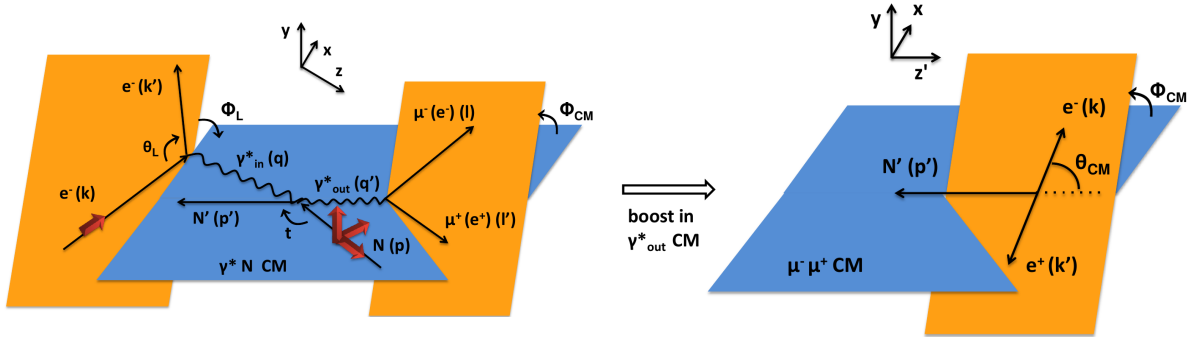 y
x
z
e⁻ (k')
Φ_L
θ_L
γ*_in (q)
e⁻ (k)
μ⁻ (e⁻) (l)
Φ_CM
γ*_out (q')
N' (p')
t
N (p)
μ⁺ (e⁺) (l')
γ* N CM
boost in
γ*_out CM
y
x
z'
Φ_CM
e⁻ (k)
N' (p')
θ_CM
e⁺ (k')
μ⁻ μ⁺ CM